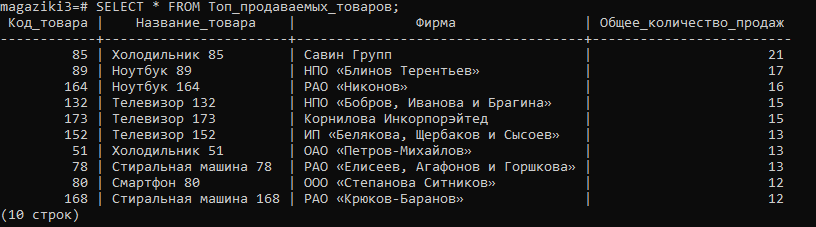 magaziki3=# SELECT * FROM Топ_продаваемых_товаров;
 Код_товара |    Название_товара     |               Фирма                | Общее_количество_продаж
------------+------------------------+------------------------------------+-------------------------
         85 | Холодильник 85         | Савин Групп                        |                      21
         89 | Ноутбук 89             | НПО «Блинов Терентьев»             |                      17
        164 | Ноутбук 164            | РАО «Никонов»                      |                      16
        132 | Телевизор 132          | НПО «Бобров, Иванова и Брагина»    |                      15
        173 | Телевизор 173          | Корнилова Инкорпорэйтед            |                      15
        152 | Телевизор 152          | ИП «Белякова, Щербаков и Сысоев»   |                      13
         51 | Холодильник 51         | ОАО «Петров-Михайлов»              |                      13
         78 | Стиральная машина 78   | РАО «Елисеев, Агафонов и Горшкова» |                      13
         80 | Смартфон 80            | ООО «Степанова Ситников»           |                      12
        168 | Стиральная машина 168  | РАО «Крюков-Баранов»               |                      12
(10 строк)